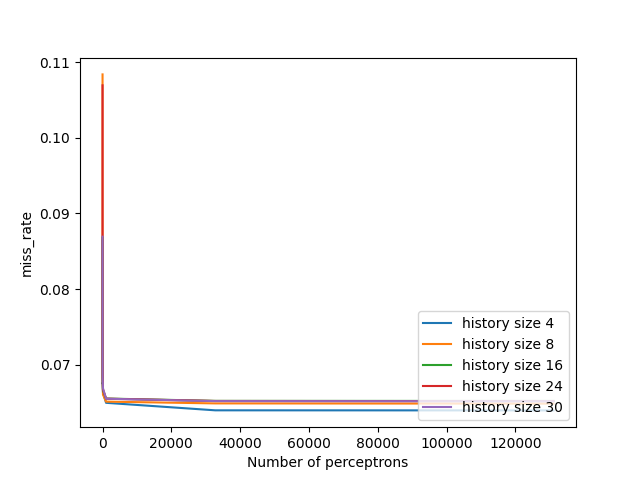 0.11
0.10
0.09
0.08
0.07
miss_rate
history size 4
history size 8
history size 16
history size 24
history size 30
0
20000
40000
60000
80000
100000
120000
Number of perceptrons